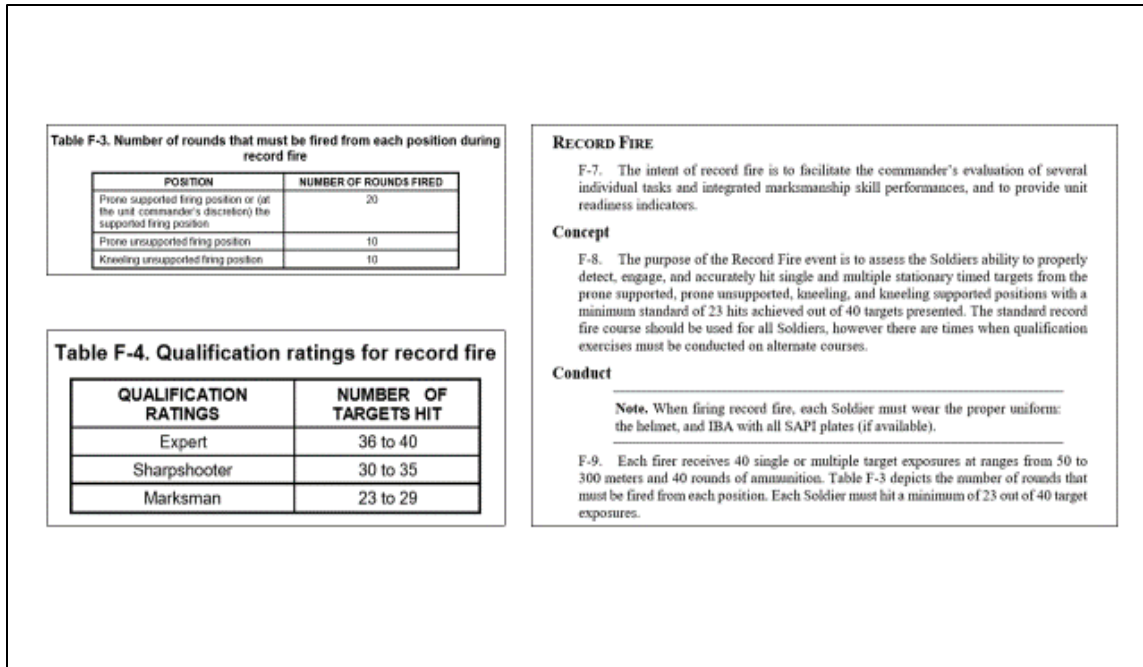 Table F-3. Number of rounds that must be fired from each position during
record fire
POSITION NUMBER OF ROUNDS FIRED
Prone supported firing position or (at 20
the unit commander's discretion) the
supported firing position
Prone unsupported firing position 10
Kneeling unsupported firing position 10
Table F-4. Qualification ratings for record fire
QUALIFICATION NUMBER OF
RATINGS TARGETS HIT
Expert 36 to 40
Sharpshooter 30 to 35
Marksman 23 to 29
RECORD FIRE
F-7. The intent of record fire is to facilitate the commander's evaluation of several
individual tasks and integrated marksmanship skill performances, and to provide unit
readiness indicators.
Concept
F-8. The purpose of the Record Fire event is to assess the Soldiers ability to properly
detect, engage, and accurately hit single and multiple stationary timed targets from the
prone supported, prone unsupported, kneeling, and kneeling supported positions with a
minimum standard of 23 hits achieved out of 40 targets presented. The standard record
fire course should be used for all Soldiers, however there are times when qualification
exercises must be conducted on alternate courses.
Conduct
Note. When firing record fire, each Soldier must wear the proper uniform:
the helmet, and IBA with all SAPI plates (if available).
F-9. Each firer receives 40 single or multiple target exposures at ranges from 50 to
300 meters and 40 rounds of ammunition. Table F-3 depicts the number of rounds that
must be fired from each position. Each Soldier must hit a minimum of 23 out of 40 target
exposures.